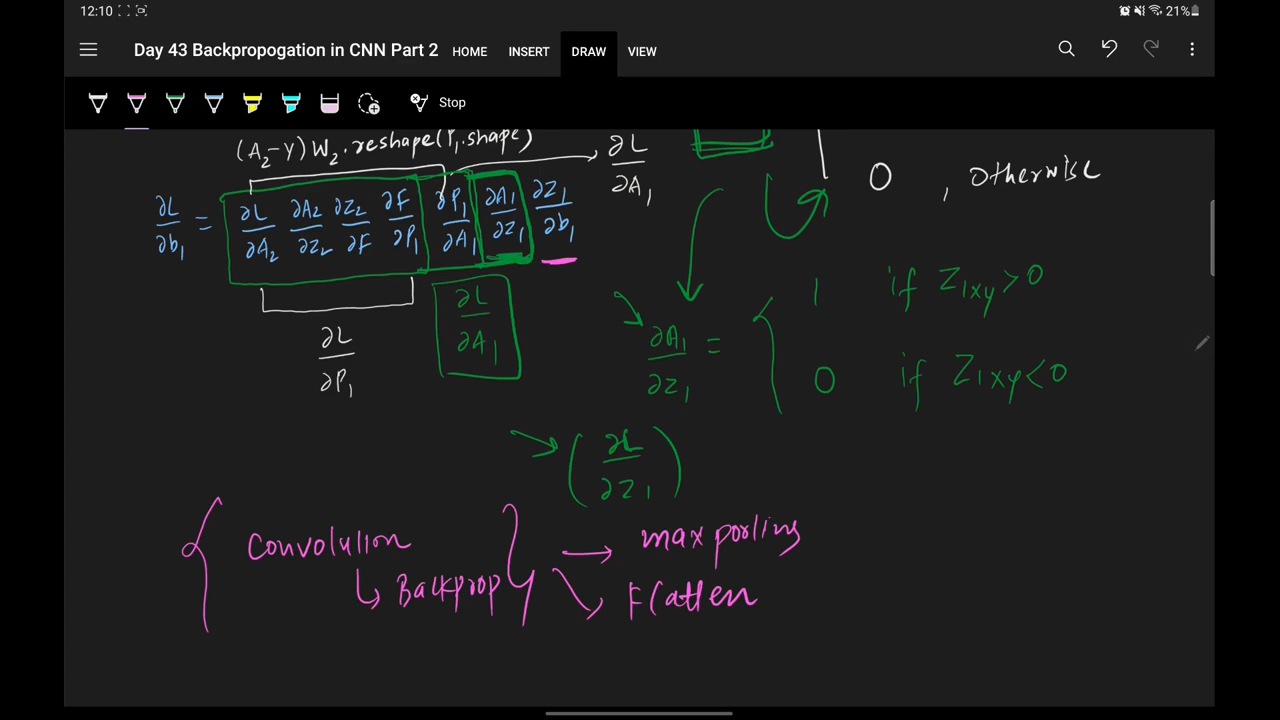 12:10 21%
Day 43 Backpropogation in CNN Part 2 HOME INSERT DRAW VIEW
Stop
(A₂-Y)W₂.reshape(P₁.shape) ∂L/∂A₁
0 , otherwise
∂L/∂b₁ = ∂L/∂A₂ ∂A₂/∂Z₂ ∂Z₂/∂F ∂F/∂P₁ ∂P₁/∂A₁ ∂A₁/∂Z₁ ∂Z₁/∂b₁
∂L/∂P₁ ∂L/∂A₁
∂A₁/∂Z₁ = { 1 if Z₁xy > 0
0 if Z₁xy < 0
(∂L/∂Z₁)
{ Convolution } → max pooling
↳ Backprop → Flatten